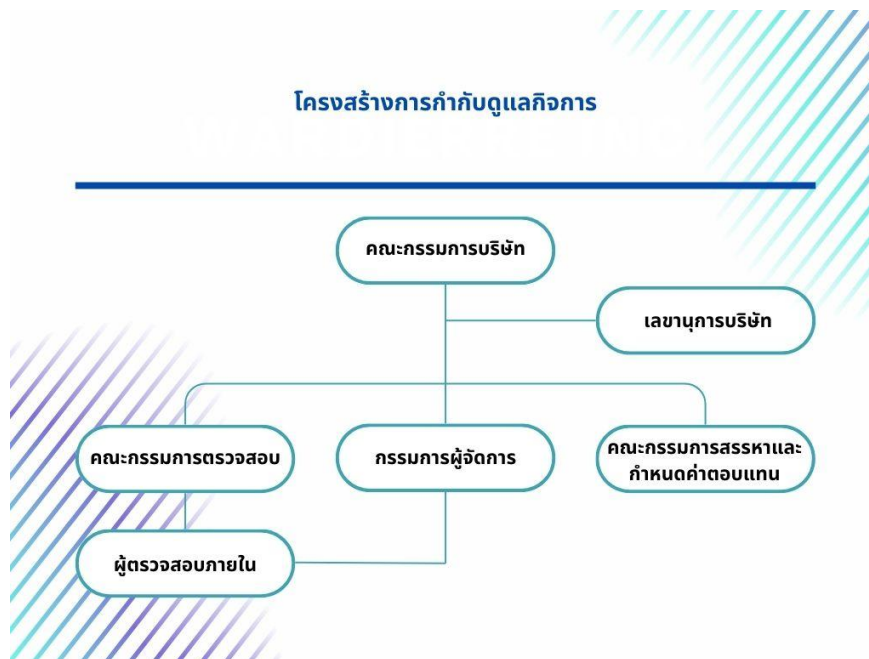 โครงสร้างการกำกับดูแลกิจการ
คณะกรรมการบริษัท
เลขานุการบริษัท
คณะกรรมการตรวจสอบ
กรรมการผู้จัดการ
คณะกรรมการสรรหาและ
กำหนดค่าตอบแทน
ผู้ตรวจสอบภายใน